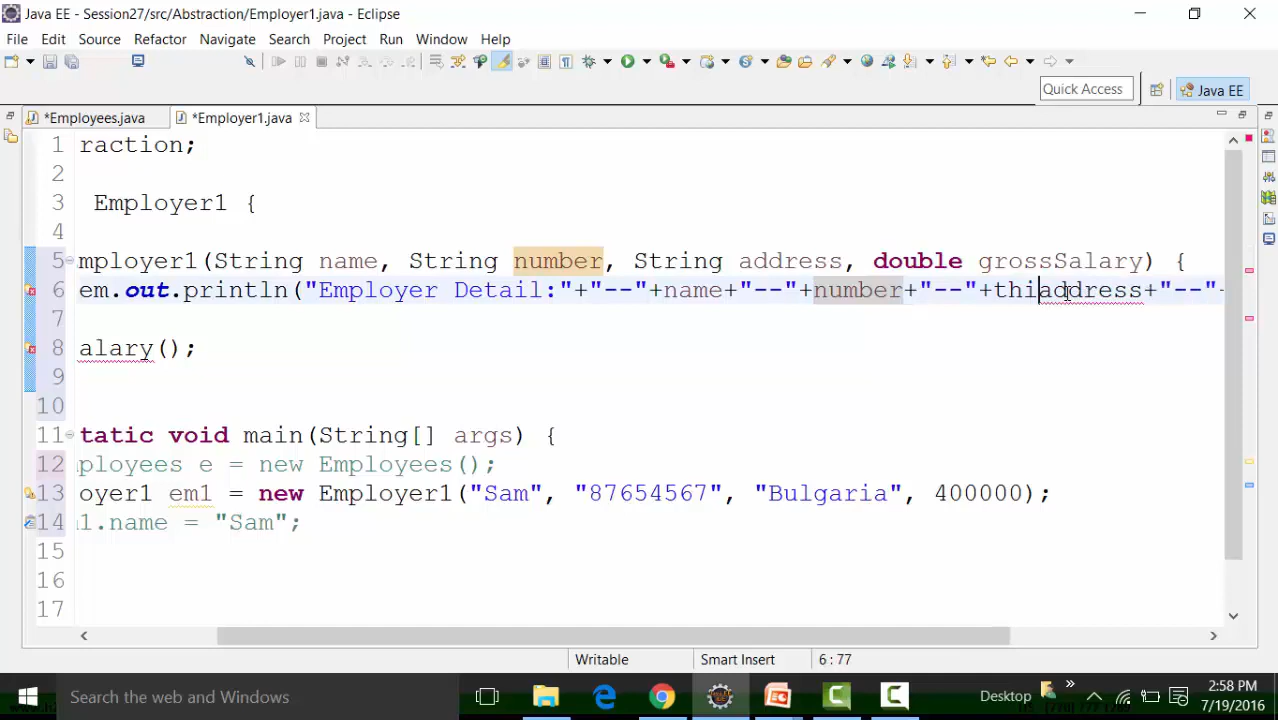 Java EE - Session27/src/Abstraction/Employer1.java - Eclipse
File Edit Source Refactor Navigate Search Project Run Window Help
Quick Access Java EE
*Employees.java *Employer1.java
1 raction;
2
3 Employer1 {
4
5 mployer1(String name, String number, String address, double grossSalary) {
6 em.out.println("Employer Detail:"+"--"+name+"--"+number+"--"+thiaddress+"--"+
7
8 alary();
9
10
11 tatic void main(String[] args) {
12 ployees e = new Employees();
13 oyer1 em1 = new Employer1("Sam", "87654567", "Bulgaria", 400000);
14 1.name = "Sam";
15
16
17
Writable Smart Insert 6 : 77
Search the web and Windows Desktop 2:58 PM
7/19/2016